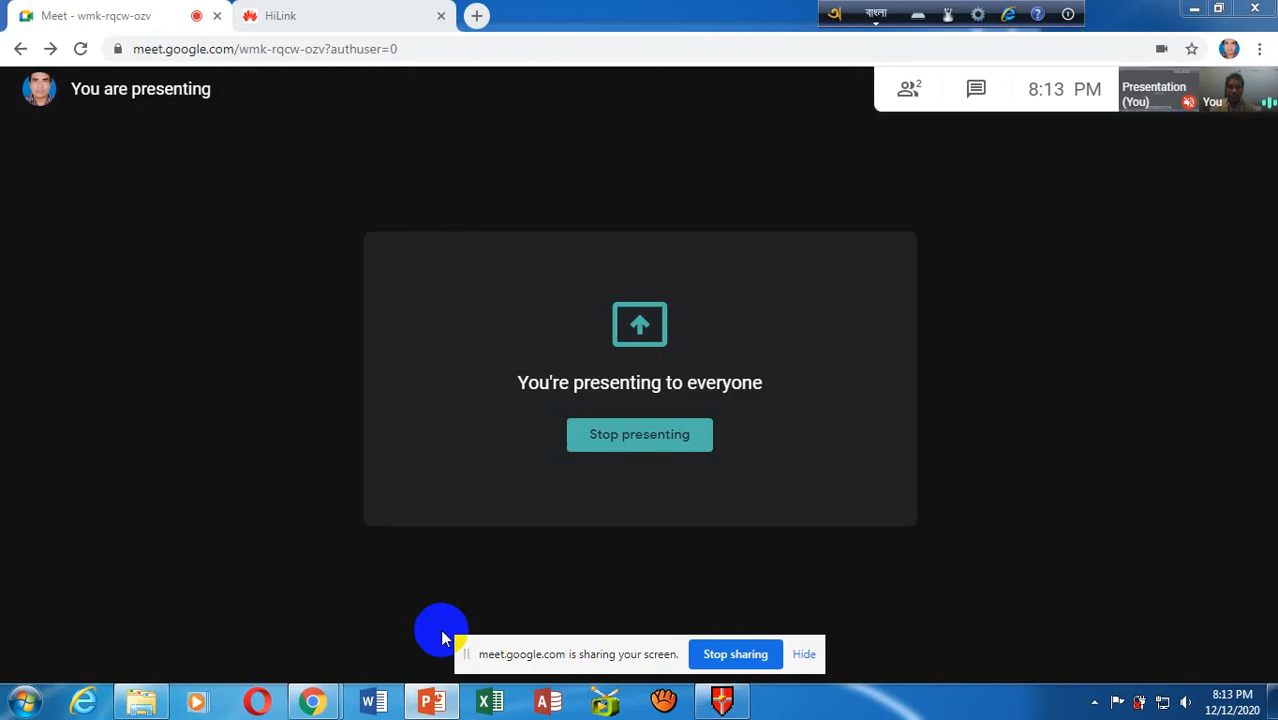 Meet - wmk-rqcw-ozv
HiLink
বাংলা
meet.google.com/wmk-rqcw-ozv?authuser=0
You are presenting
2
8:13 PM
Presentation
(You)
You
You're presenting to everyone
Stop presenting
meet.google.com is sharing your screen.
Stop sharing
Hide
8:13 PM
12/12/2020